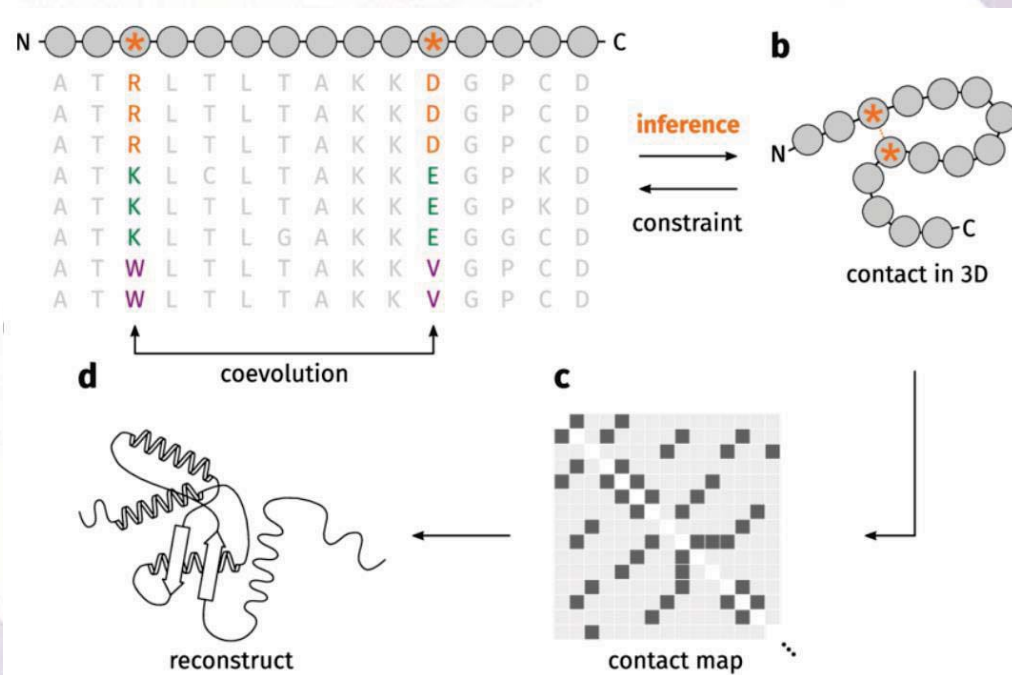 N * * C
A T R L T L T A K K D G P C D
A T R L T L T A K K D G P C D
A T R L T L T A K K D G P C D
A T K L C L T A K K E G P K D
A T K L T L T A K K E G P K D
A T K L T L G A K K E G G C D
A T W L T L T A K K V G P C D
A T W L T L T A K K V G P C D
coevolution
inference
constraint
b
N * * C
contact in 3D
d
reconstruct
c
contact map